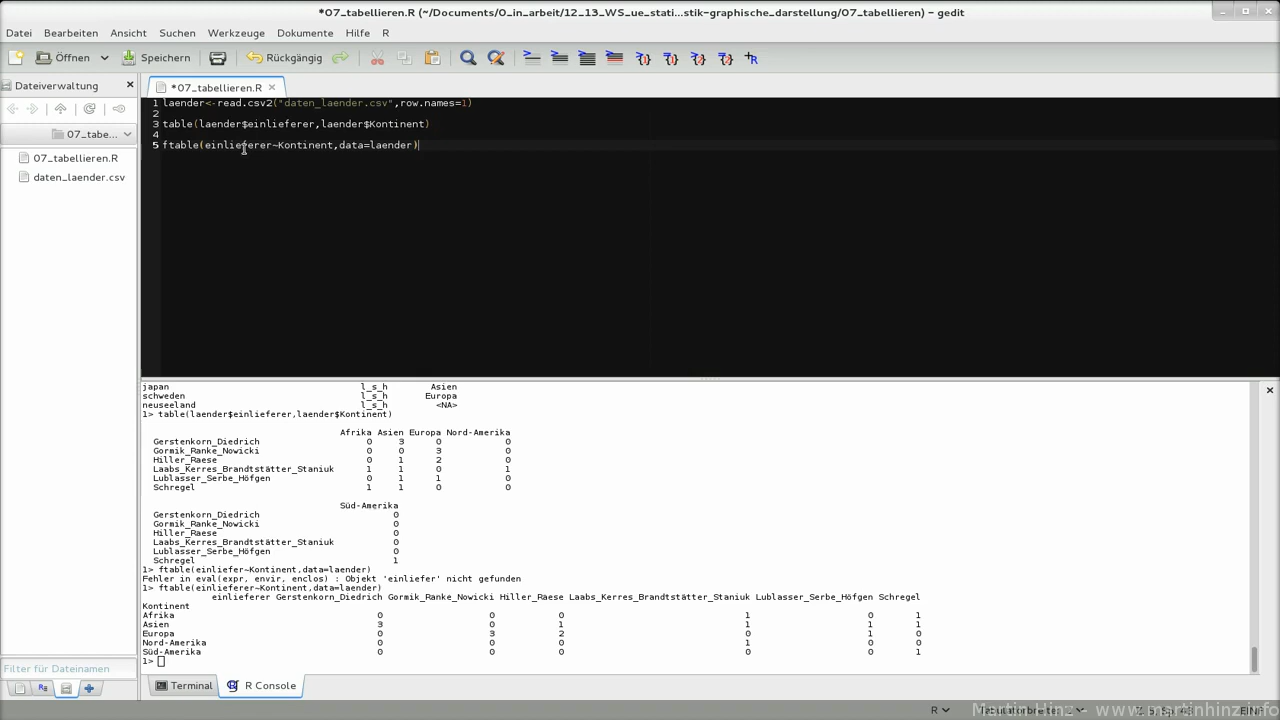 *07_tabellieren.R (~/Documents/0_in_arbeit/12_13_WS_ue_stati...stik-graphische_darstellung/07_tabellieren) – gedit
Datei Bearbeiten Ansicht Suchen Werkzeuge Dokumente Hilfe R
Öffnen Speichern Rückgängig
Dateiverwaltung
*07_tabellieren.R
07_tabe...
07_tabellieren.R
daten_laender.csv
1 laender<-read.csv2("daten_laender.csv",row.names=1)
2
3 table(laender$einlieferer,laender$Kontinent)
4
5 ftable(einlieferer~Kontinent,data=laender)
japan l_s_h Asien
schweden l_s_h Europa
neuseeland l_s_h <NA>
1> table(laender$einlieferer,laender$Kontinent)
Afrika Asien Europa Nord-Amerika
Gerstenkorn_Diedrich 0 3 0 0
Gormik_Ranke_Nowicki 0 0 3 0
Hiller_Raese 0 1 2 0
Laabs_Kerres_Brandtstätter_Staniuk 1 1 0 1
Lublasser_Serbe_Höfgen 0 1 1 0
Schregel 1 1 0 0
Süd-Amerika
Gerstenkorn_Diedrich 0
Gormik_Ranke_Nowicki 0
Hiller_Raese 0
Laabs_Kerres_Brandtstätter_Staniuk 0
Lublasser_Serbe_Höfgen 0
Schregel 1
1> ftable(einliefer~Kontinent,data=laender)
Fehler in eval(expr, envir, enclos) : Objekt 'einliefer' nicht gefunden
1> ftable(einlieferer~Kontinent,data=laender)
einlieferer Gerstenkorn_Diedrich Gormik_Ranke_Nowicki Hiller_Raese Laabs_Kerres_Brandtstätter_Staniuk Lublasser_Serbe_Höfgen Schregel
Kontinent
Afrika 0 0 0 1 0 1
Asien 3 0 1 1 1 1
Europa 0 3 2 0 1 0
Nord-Amerika 0 0 0 1 0 0
Süd-Amerika 0 0 0 0 0 1
1>
Filter für Dateinamen
Terminal R Console
R
Martin Hinz - www.martinhinz.info